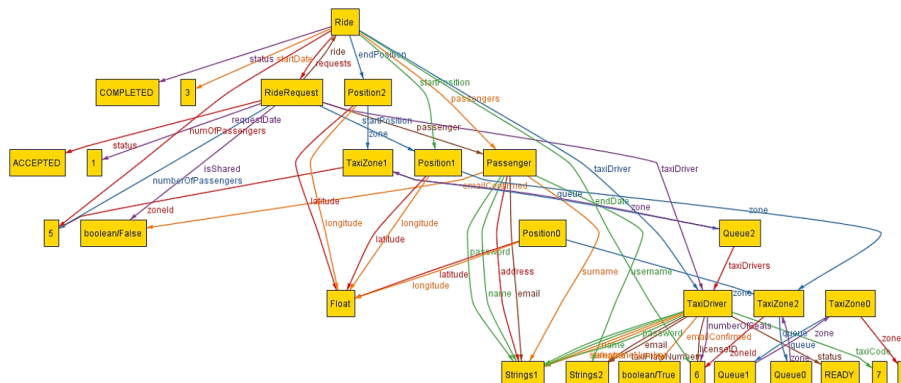 Ride
status startDate
ride
requests
endPosition
startPosition
COMPLETED
3
RideRequest
Position2
passengers
requestDate
numOfPassengers
startPosition
passenger
zone
status
ACCEPTED
1
TaxiZone1
Position1
Passenger
isShared
numberOfPassengers
emailConfirmed
taxiDriver
taxiDriver
queue
zoneId
latitude
longitude
longitude
endDate
zone
zone
5
boolean/False
Position0
Queue2
latitude
password
address
surname
username
taxiDrivers
latitude
longitude
name
email
zone
Float
TaxiDriver
TaxiZone2
TaxiZone0
password
numberOfSeats
emailConfirmed
queue
zone
name
email
licenseID
zoneId
queue
zone
status
taxiCode
zoneId
Strings1
Strings2
boolean/True
6
Queue1
Queue0
READY
7